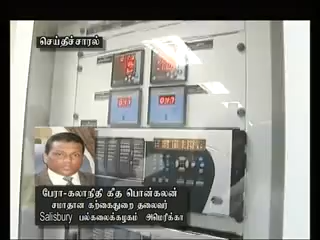 செய்திச்சாரல்
பேரா-கலாநிதி கீத பொன்கலன்
சமாதான கற்கைதுறை தலைவர்
Salisbury பல்கலைக்கழகம் அமெரிக்கா